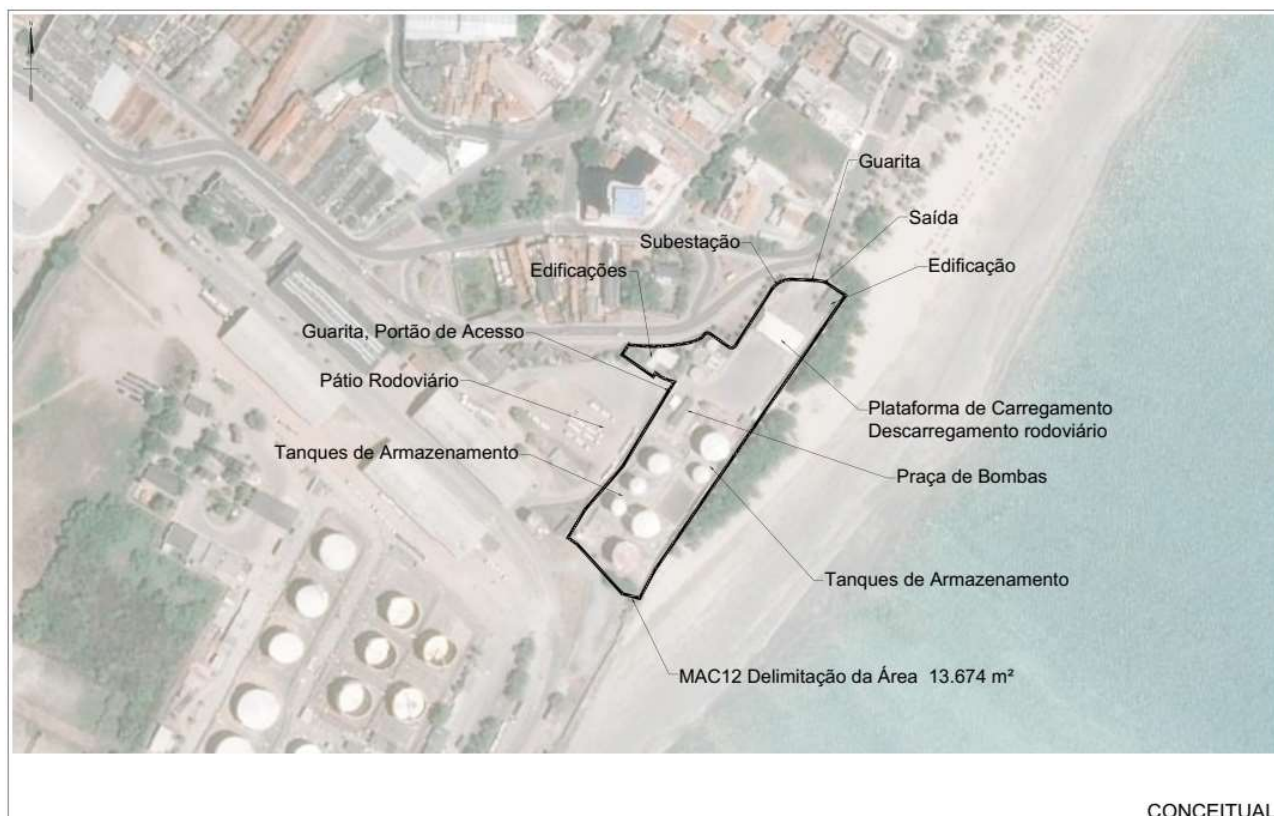 Guarita
Saída
Subestação
Edificação
Edificações
Guarita, Portão de Acesso
Pátio Rodoviário
Plataforma de Carregamento
Descarregamento rodoviário
Tanques de Armazenamento
Praça de Bombas
Tanques de Armazenamento
MAC12 Delimitação da Área 13.674 m²
CONCEITUAL